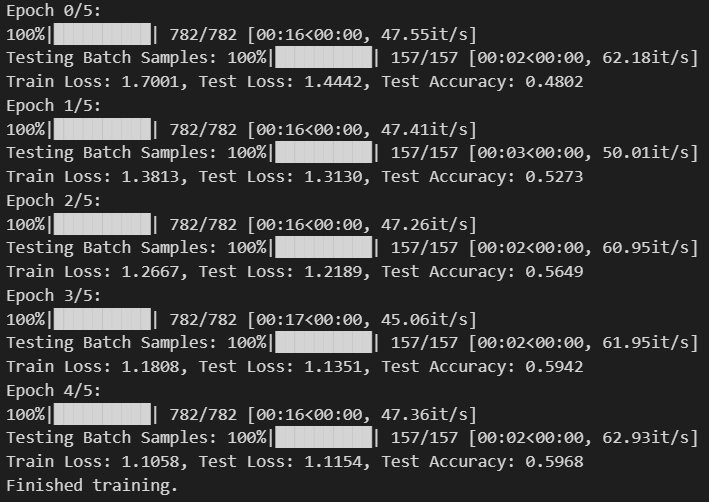 Epoch 0/5:
100%|██████████| 782/782 [00:16<00:00, 47.55it/s]
Testing Batch Samples: 100%|██████████| 157/157 [00:02<00:00, 62.18it/s]
Train Loss: 1.7001, Test Loss: 1.4442, Test Accuracy: 0.4802
Epoch 1/5:
100%|██████████| 782/782 [00:16<00:00, 47.41it/s]
Testing Batch Samples: 100%|██████████| 157/157 [00:03<00:00, 50.01it/s]
Train Loss: 1.3813, Test Loss: 1.3130, Test Accuracy: 0.5273
Epoch 2/5:
100%|██████████| 782/782 [00:16<00:00, 47.26it/s]
Testing Batch Samples: 100%|██████████| 157/157 [00:02<00:00, 60.95it/s]
Train Loss: 1.2667, Test Loss: 1.2189, Test Accuracy: 0.5649
Epoch 3/5:
100%|██████████| 782/782 [00:17<00:00, 45.06it/s]
Testing Batch Samples: 100%|██████████| 157/157 [00:02<00:00, 61.95it/s]
Train Loss: 1.1808, Test Loss: 1.1351, Test Accuracy: 0.5942
Epoch 4/5:
100%|██████████| 782/782 [00:16<00:00, 47.36it/s]
Testing Batch Samples: 100%|██████████| 157/157 [00:02<00:00, 62.93it/s]
Train Loss: 1.1058, Test Loss: 1.1154, Test Accuracy: 0.5968
Finished training.